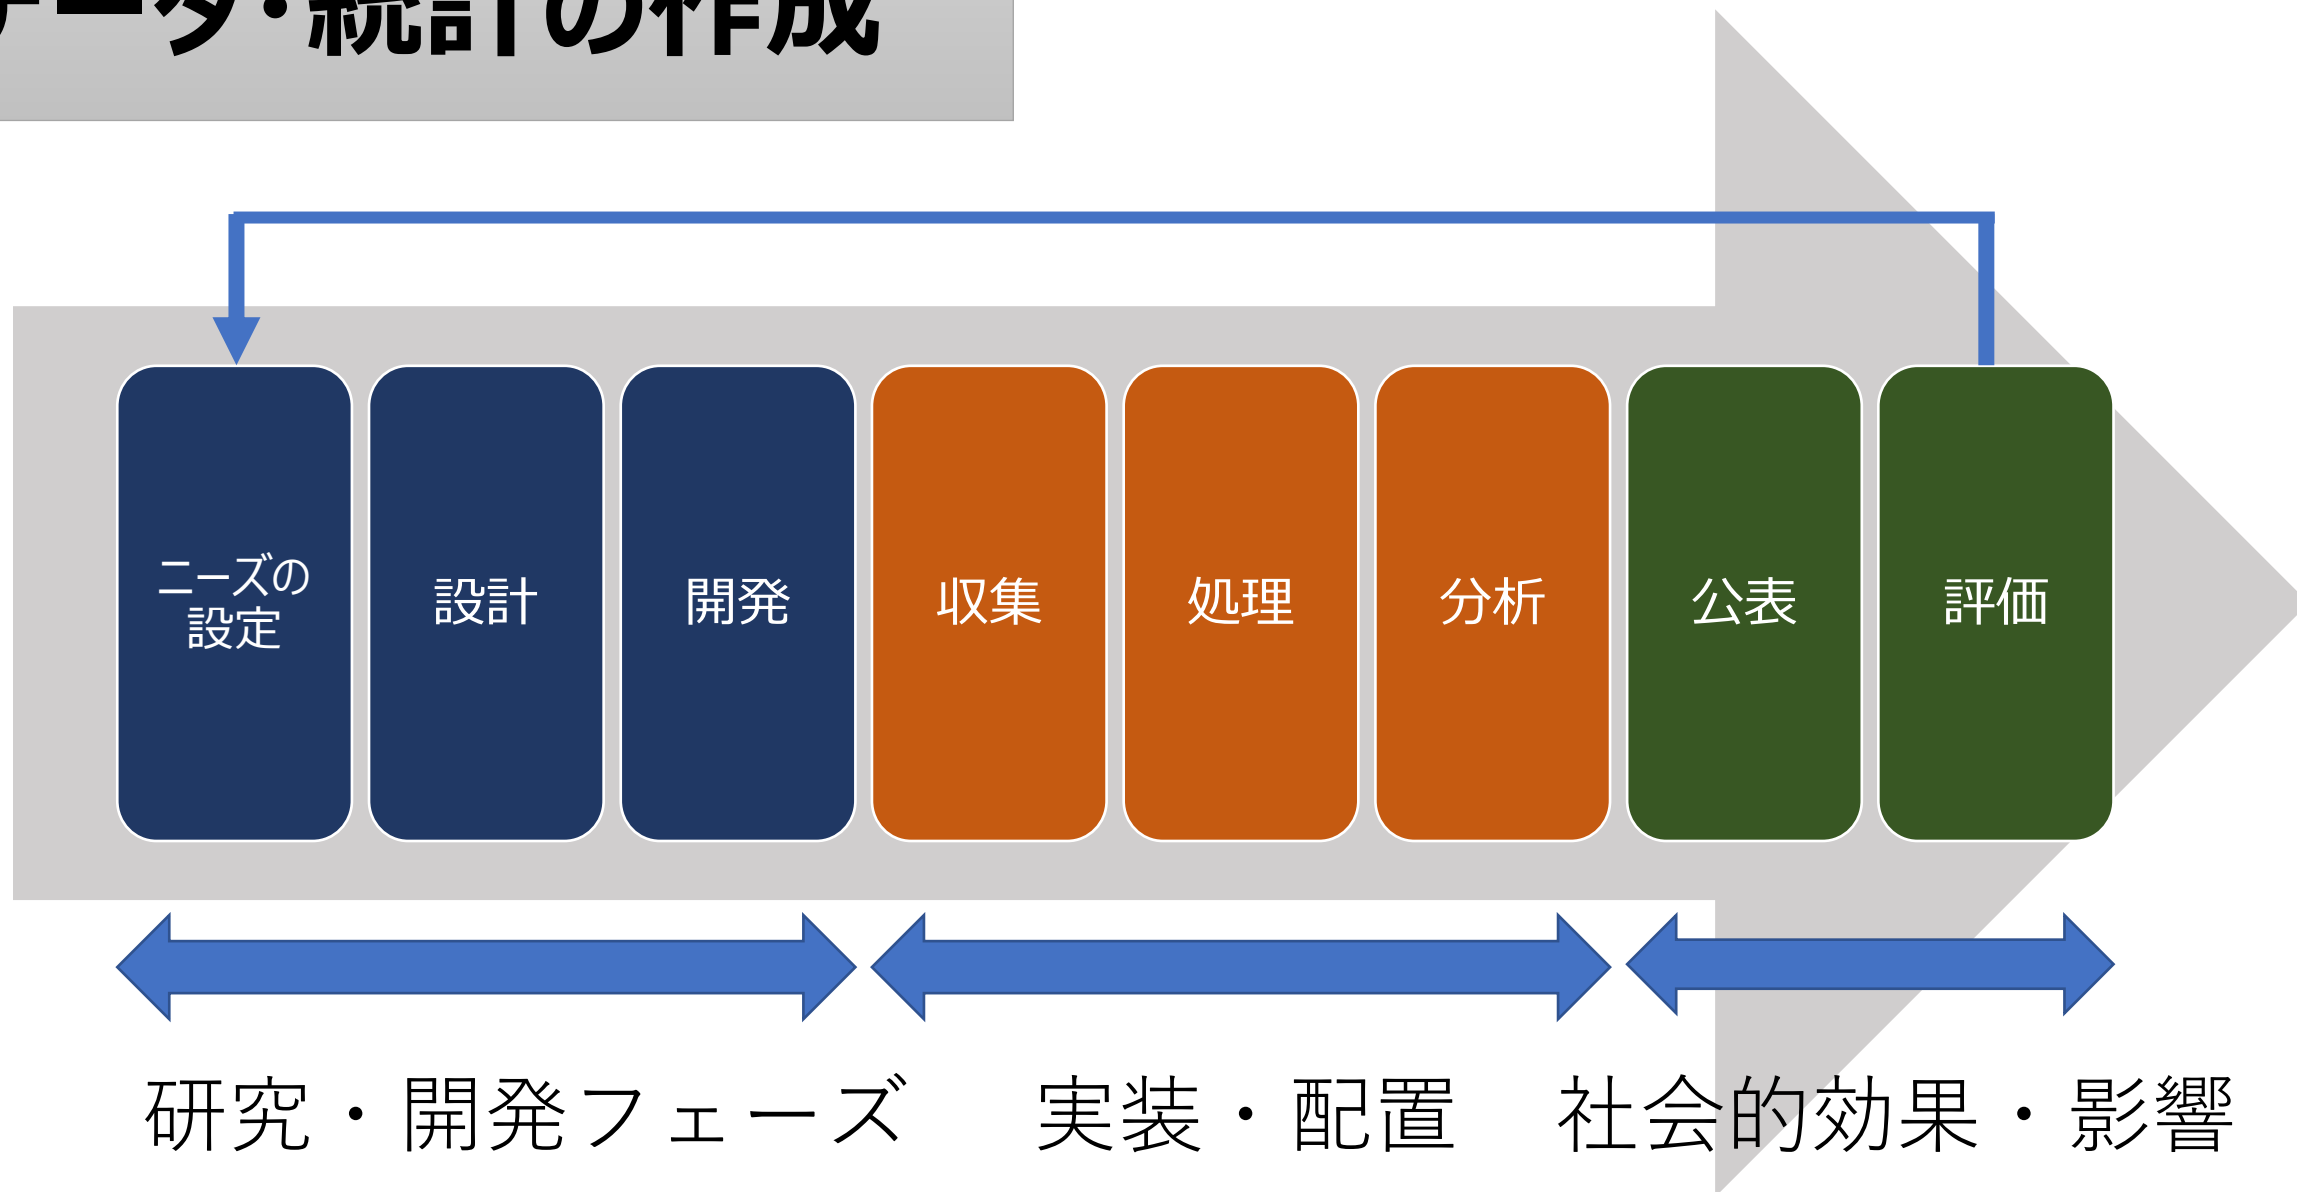 データ・統計の作成
ニーズの
設定
設計
開発
収集
処理
分析
公表
評価
研究・開発フェーズ
実装・配置
社会的効果・影響